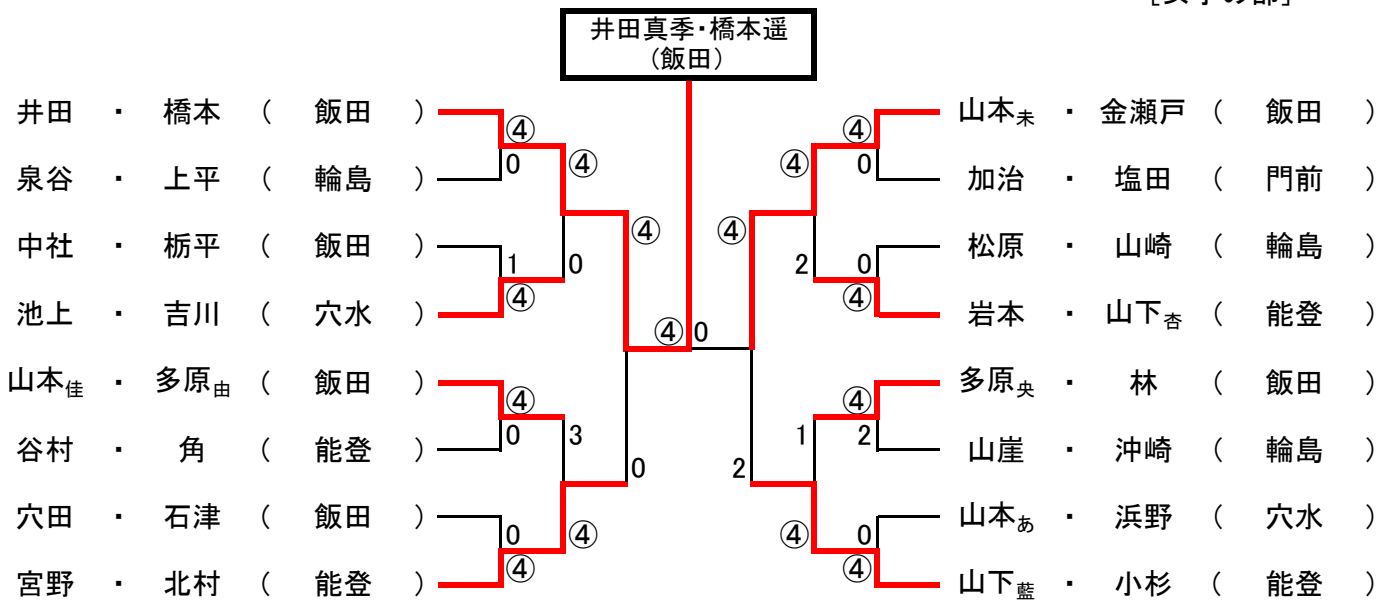 [女子の部]
井田真季・橋本遥
（飯田）
井田 ・ 橋本 （ 飯田 ）
泉谷 ・ 上平 （ 輪島 ）
中社 ・ 栃平 （ 飯田 ）
池上 ・ 吉川 （ 穴水 ）
山本佳 ・ 多原由 （ 飯田 ）
谷村 ・ 角 （ 能登 ）
穴田 ・ 石津 （ 飯田 ）
宮野 ・ 北村 （ 能登 ）
④
0
1
④
④
0
0
④
④
0
3
④
④
0
④ 0
④
2
④
2
1
④
④
0
0
④
④
2
0
④
山本未 ・ 金瀬戸 （ 飯田 ）
加治 ・ 塩田 （ 門前 ）
松原 ・ 山崎 （ 輪島 ）
岩本 ・ 山下杏 （ 能登 ）
多原央 ・ 林 （ 飯田 ）
山崖 ・ 沖崎 （ 輪島 ）
山本あ ・ 浜野 （ 穴水 ）
山下藍 ・ 小杉 （ 能登 ）